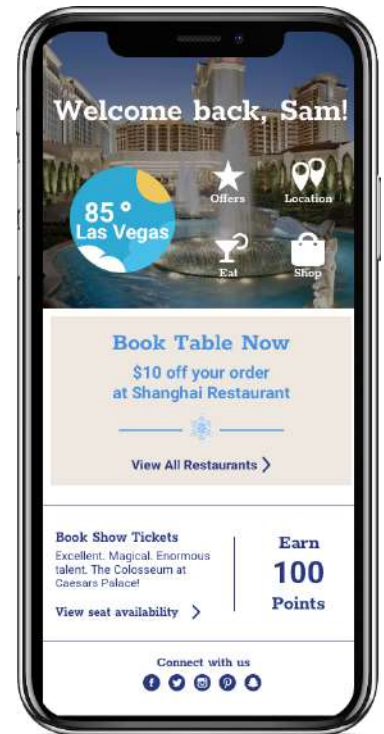 Welcome back, Sam!
85°
Las Vegas
Offers
Location
Eat
Shop
Book Table Now
$10 off your order
at Shanghai Restaurant
View All Restaurants
Book Show Tickets
Excellent. Magical. Enormous
talent. The Colosseum at
Caesars Palace!
View seat availability
Earn
100
Points
Connect with us